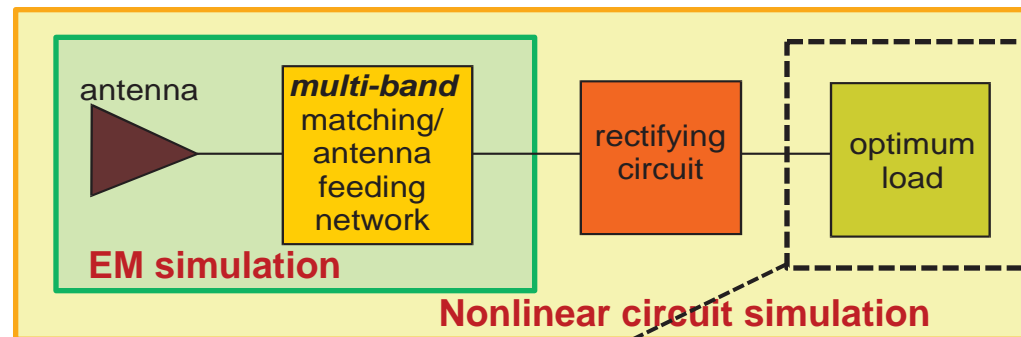 antenna
multi-band
matching/
antenna
feeding
network
rectifying
circuit
optimum
load
EM simulation
Nonlinear circuit simulation